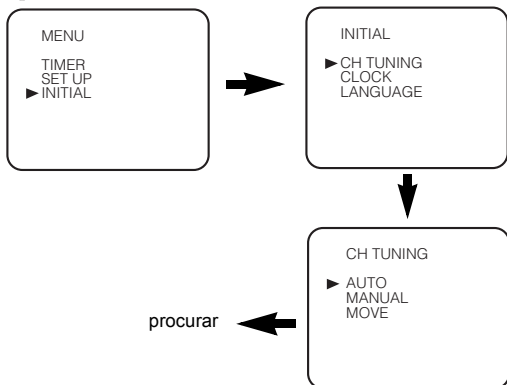 MENU
TIMER
SET UP
►INITIAL
INITIAL
►CH TUNING
CLOCK
LANGUAGE
CH TUNING
► AUTO
MANUAL
MOVE
procurar